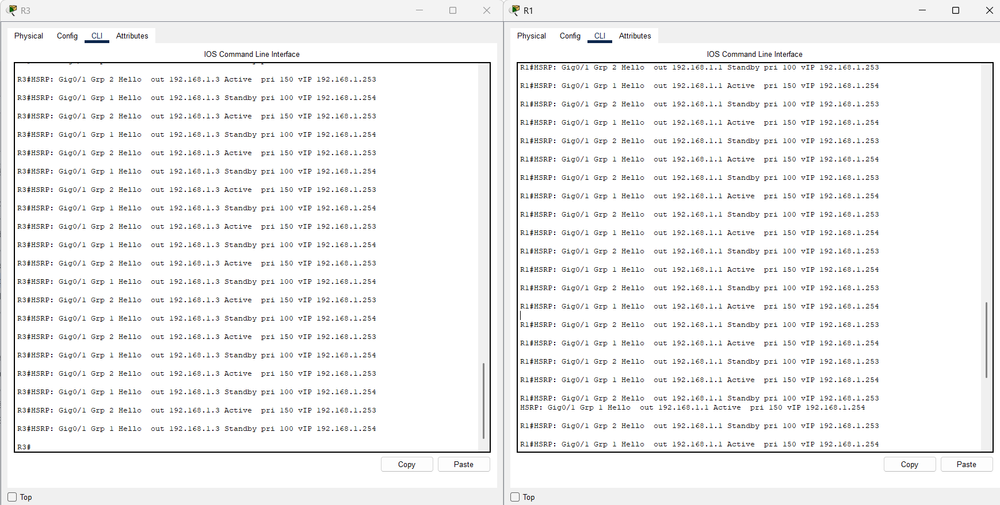 R3
Physical Config CLI Attributes
IOS Command Line Interface
R3#HSRP: Gig0/1 Grp 2 Hello  out 192.168.1.3 Active  pri 150 vIP 192.168.1.253
R3#HSRP: Gig0/1 Grp 1 Hello  out 192.168.1.3 Standby pri 100 vIP 192.168.1.254
R3#HSRP: Gig0/1 Grp 2 Hello  out 192.168.1.3 Active  pri 150 vIP 192.168.1.253
R3#HSRP: Gig0/1 Grp 1 Hello  out 192.168.1.3 Standby pri 100 vIP 192.168.1.254
R3#HSRP: Gig0/1 Grp 2 Hello  out 192.168.1.3 Active  pri 150 vIP 192.168.1.253
R3#HSRP: Gig0/1 Grp 1 Hello  out 192.168.1.3 Standby pri 100 vIP 192.168.1.254
R3#HSRP: Gig0/1 Grp 2 Hello  out 192.168.1.3 Active  pri 150 vIP 192.168.1.253
R3#HSRP: Gig0/1 Grp 1 Hello  out 192.168.1.3 Standby pri 100 vIP 192.168.1.254
R3#HSRP: Gig0/1 Grp 2 Hello  out 192.168.1.3 Active  pri 150 vIP 192.168.1.253
R3#HSRP: Gig0/1 Grp 1 Hello  out 192.168.1.3 Standby pri 100 vIP 192.168.1.254
R3#HSRP: Gig0/1 Grp 2 Hello  out 192.168.1.3 Active  pri 150 vIP 192.168.1.253
R3#HSRP: Gig0/1 Grp 1 Hello  out 192.168.1.3 Standby pri 100 vIP 192.168.1.254
R3#HSRP: Gig0/1 Grp 2 Hello  out 192.168.1.3 Active  pri 150 vIP 192.168.1.253
R3#HSRP: Gig0/1 Grp 1 Hello  out 192.168.1.3 Standby pri 100 vIP 192.168.1.254
R3#HSRP: Gig0/1 Grp 2 Hello  out 192.168.1.3 Active  pri 150 vIP 192.168.1.253
R3#HSRP: Gig0/1 Grp 1 Hello  out 192.168.1.3 Standby pri 100 vIP 192.168.1.254
R3#HSRP: Gig0/1 Grp 2 Hello  out 192.168.1.3 Active  pri 150 vIP 192.168.1.253
R3#HSRP: Gig0/1 Grp 1 Hello  out 192.168.1.3 Standby pri 100 vIP 192.168.1.254
R3#HSRP: Gig0/1 Grp 2 Hello  out 192.168.1.3 Active  pri 150 vIP 192.168.1.253
R3#HSRP: Gig0/1 Grp 1 Hello  out 192.168.1.3 Standby pri 100 vIP 192.168.1.254
R3#
Copy Paste
Top
R1
Physical Config CLI Attributes
IOS Command Line Interface
R1#HSRP: Gig0/1 Grp 2 Hello  out 192.168.1.1 Standby pri 100 vIP 192.168.1.253
R1#HSRP: Gig0/1 Grp 1 Hello  out 192.168.1.1 Active  pri 150 vIP 192.168.1.254
R1#HSRP: Gig0/1 Grp 2 Hello  out 192.168.1.1 Standby pri 100 vIP 192.168.1.253
R1#HSRP: Gig0/1 Grp 1 Hello  out 192.168.1.1 Active  pri 150 vIP 192.168.1.254
R1#HSRP: Gig0/1 Grp 2 Hello  out 192.168.1.1 Standby pri 100 vIP 192.168.1.253
R1#HSRP: Gig0/1 Grp 1 Hello  out 192.168.1.1 Active  pri 150 vIP 192.168.1.254
R1#HSRP: Gig0/1 Grp 2 Hello  out 192.168.1.1 Standby pri 100 vIP 192.168.1.253
R1#HSRP: Gig0/1 Grp 1 Hello  out 192.168.1.1 Active  pri 150 vIP 192.168.1.254
R1#HSRP: Gig0/1 Grp 2 Hello  out 192.168.1.1 Standby pri 100 vIP 192.168.1.253
R1#HSRP: Gig0/1 Grp 1 Hello  out 192.168.1.1 Active  pri 150 vIP 192.168.1.254
R1#HSRP: Gig0/1 Grp 2 Hello  out 192.168.1.1 Standby pri 100 vIP 192.168.1.253
R1#HSRP: Gig0/1 Grp 1 Hello  out 192.168.1.1 Active  pri 150 vIP 192.168.1.254
R1#HSRP: Gig0/1 Grp 2 Hello  out 192.168.1.1 Standby pri 100 vIP 192.168.1.253
R1#HSRP: Gig0/1 Grp 1 Hello  out 192.168.1.1 Active  pri 150 vIP 192.168.1.254
R1#HSRP: Gig0/1 Grp 2 Hello  out 192.168.1.1 Standby pri 100 vIP 192.168.1.253
R1#HSRP: Gig0/1 Grp 1 Hello  out 192.168.1.1 Active  pri 150 vIP 192.168.1.254
R1#HSRP: Gig0/1 Grp 2 Hello  out 192.168.1.1 Standby pri 100 vIP 192.168.1.253
R1#HSRP: Gig0/1 Grp 1 Hello  out 192.168.1.1 Active  pri 150 vIP 192.168.1.254
R1#HSRP: Gig0/1 Grp 2 Hello  out 192.168.1.1 Standby pri 100 vIP 192.168.1.253
HSRP: Gig0/1 Grp 1 Hello  out 192.168.1.1 Active  pri 150 vIP 192.168.1.254
R1#HSRP: Gig0/1 Grp 2 Hello  out 192.168.1.1 Standby pri 100 vIP 192.168.1.253
R1#HSRP: Gig0/1 Grp 1 Hello  out 192.168.1.1 Active  pri 150 vIP 192.168.1.254
Copy Paste
Top